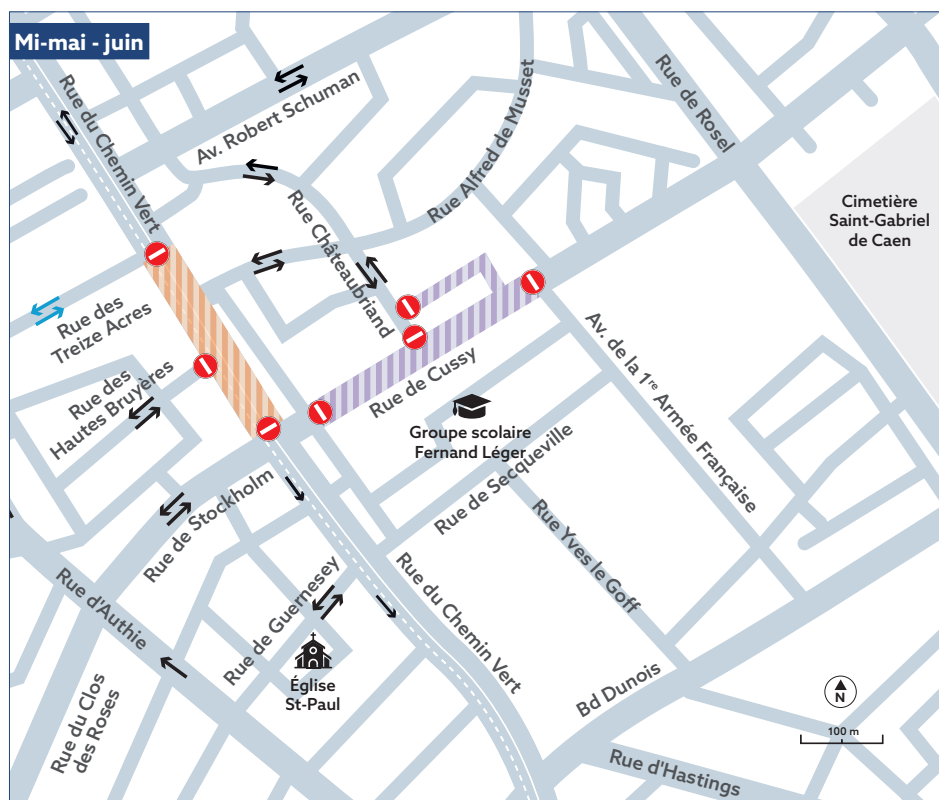 Mi-mai - juin
Rue du Chemin Vert
Av. Robert Schuman
Rue Alfred de Musset
Rue de Rosel
Cimetière
Saint-Gabriel
de Caen
Rue Châteaubriand
Rue des
Treize Acres
Rue des
Hautes Bruyères
Rue de Cussy
Av. de la 1re Armée Française
Groupe scolaire
Fernand Léger
Rue de Secqueville
Rue de Stockholm
Rue Yves le Goff
Rue d'Authie
Rue de Guernesey
Rue du Chemin Vert
Église
St-Paul
Bd Dunois
Rue du Clos
des Roses
N
100 m
Rue d'Hastings